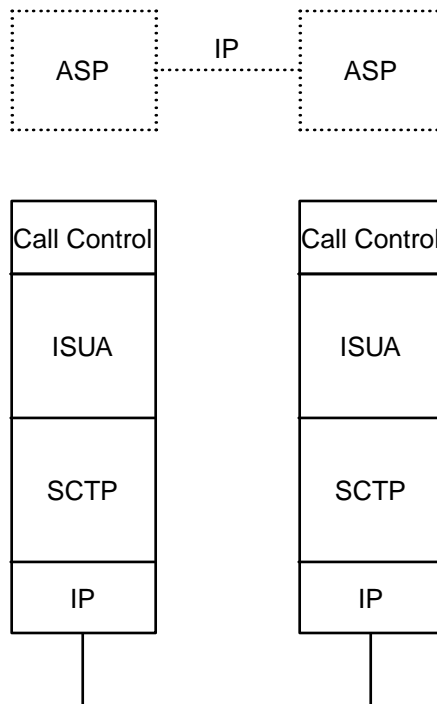 IP
ASP ASP
Call Control Call Control
ISUA ISUA
SCTP SCTP
IP IP